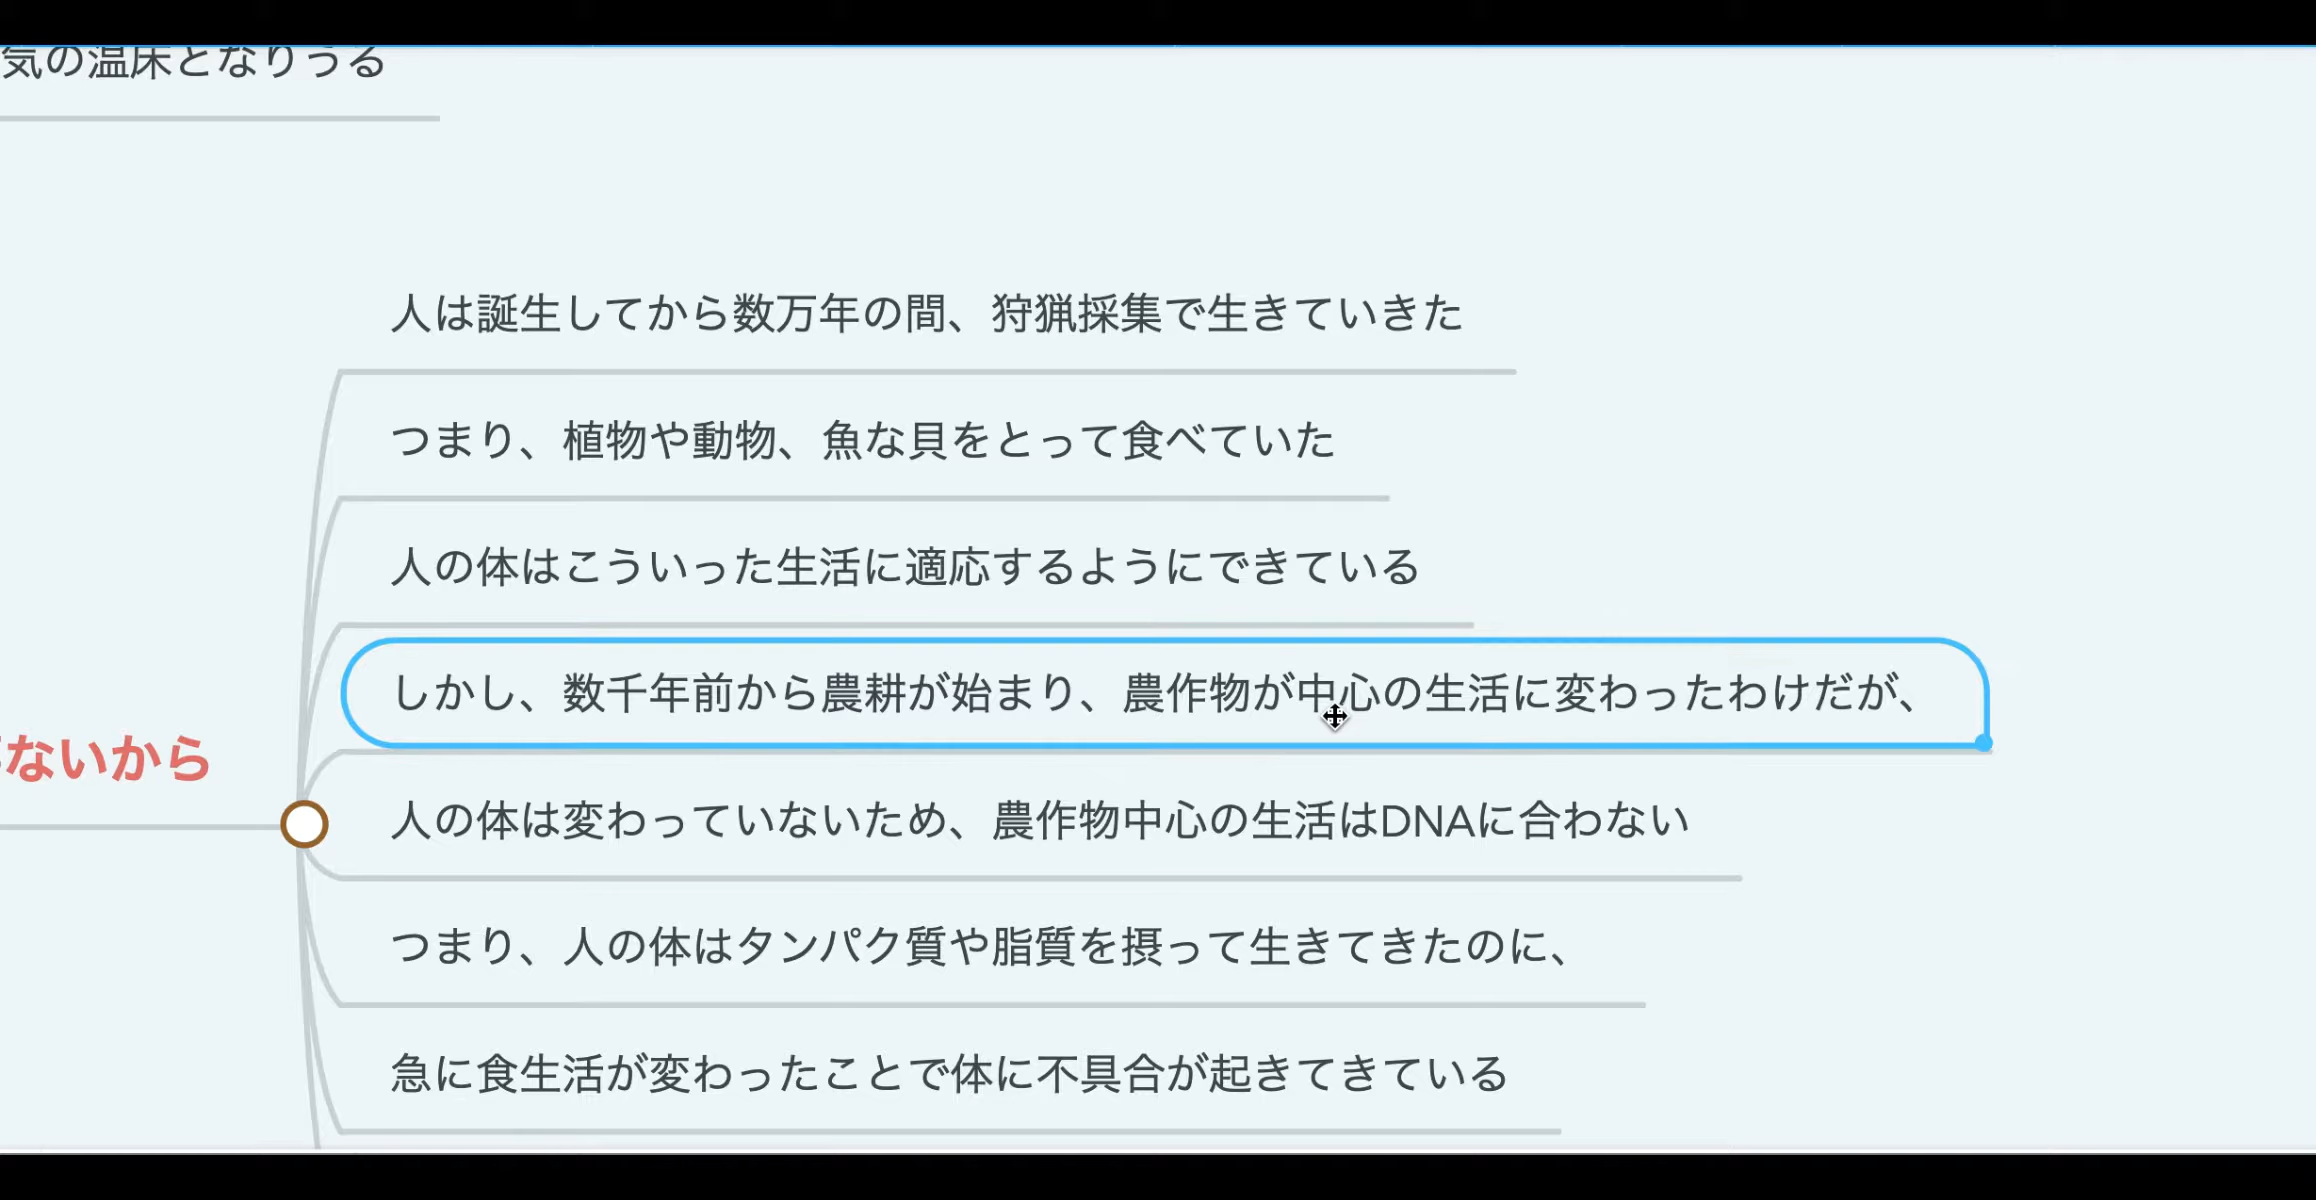 気の温床となりうる
人は誕生してから数万年の間、狩猟採集で生きていきた
つまり、植物や動物、魚な貝をとって食べていた
人の体はこういった生活に適応するようにできている
しかし、数千年前から農耕が始まり、農作物が中心の生活に変わったわけだが、
ないから
人の体は変わっていないため、農作物中心の生活はDNAに合わない
つまり、人の体はタンパク質や脂質を摂って生きてきたのに、
急に食生活が変わったことで体に不具合が起きてきている